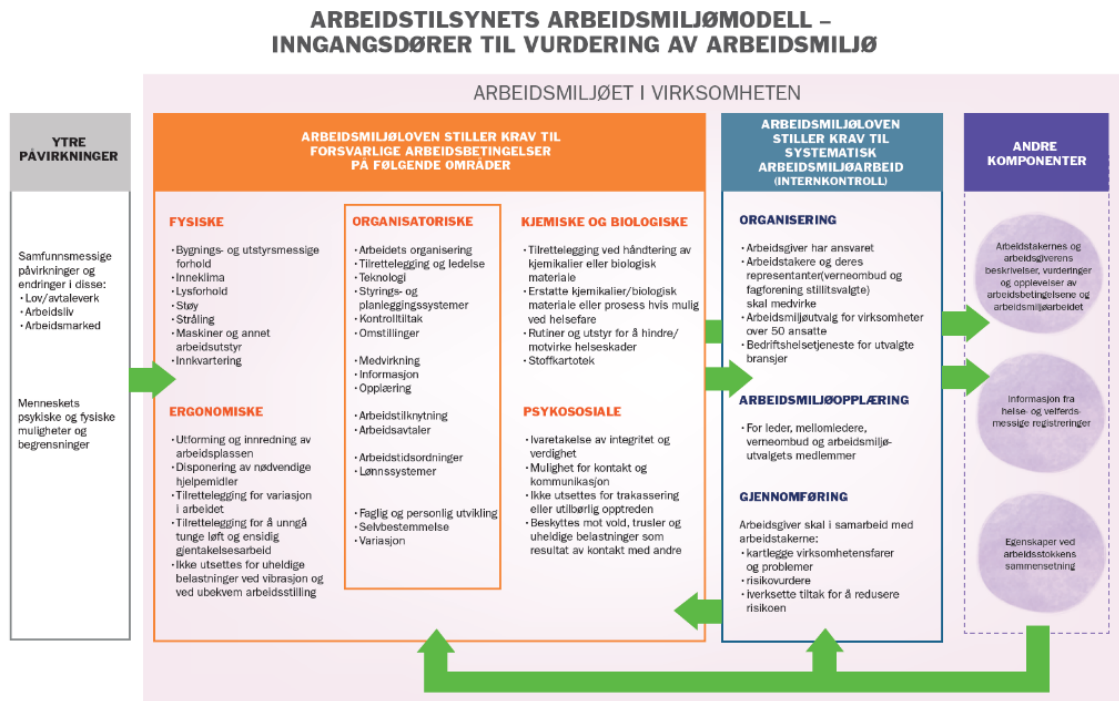 ARBEIDSTILSYNETS ARBEIDSMILJØMODELL –
INNGANGSDØRER TIL VURDERING AV ARBEIDSMILJØ
ARBEIDSMILJØET I VIRKSOMHETEN
YTRE
PÅVIRKNINGER
Samfunnsmessige
påvirkninger og
endringer i disse:
• Lov/avtaleverk
• Arbeidsliv
• Arbeidsmarked
Menneskets
psykiske og fysiske
muligheter og
begrensninger
ARBEIDSMILJØLOVEN STILLER KRAV TIL
FORSVARLIGE ARBEIDSBETINGELSER
PÅ FØLGENDE OMRÅDER
FYSISKE
• Bygnings- og utstyrsmessige
forhold
• Inneklima
• Lysforhold
• Støy
• Stråling
• Maskiner og annet
arbeidsutstyr
• Innkvartering
ERGONOMISKE
• Utforming og innredning av
arbeidsplassen
• Disponering av nødvendige
hjelpemidler
• Tilrettelegging for variasjon
i arbeidet
• Tilrettelegging for å unngå
tunge løft og ensidig
gjentakelsesarbeid
• Ikke utsettes for uheldige
belastninger ved vibrasjon og
ved ubekvem arbeidsstilling
ORGANISATORISKE
• Arbeidets organisering
• Tilrettelegging og ledelse
• Teknologi
• Styrings- og
planleggingssystemer
• Kontrolltiltak
• Omstillinger
• Medvirkning
• Informasjon
• Opplæring
• Arbeidstilknytning
• Arbeidsavtaler
• Arbeidstidsordninger
• Lønnssystemer
• Faglig og personlig utvikling
• Selvbestemmelse
• Variasjon
KJEMISKE OG BIOLOGISKE
• Tilrettelegging ved håndtering av
kjemikalier eller biologisk
materiale
• Erstatte kjemikalier/biologisk
materiale eller prosess hvis mulig
ved helsefare
• Rutiner og utstyr for å hindre/
motvirke helseskader
• Stoffkartotek
PSYKOSOSIALE
• Ivaretakelse av integritet og
verdighet
• Mulighet for kontakt og
kommunikasjon
• Ikke utsettes for trakassering
eller utilbørlig opptreden
• Beskyttes mot vold, trusler og
uheldige belastninger som
resultat av kontakt med andre
ARBEIDSMILJØLOVEN
STILLER KRAV TIL
SYSTEMATISK
ARBEIDSMILJØARBEID
(INTERNKONTROLL)
ORGANISERING
• Arbeidsgiver har ansvaret
• Arbeidstakere og deres
representanter(verneombud og
fagforening stillitsvalgte)
skal medvirke
• Arbeidsmiljøutvalg for virksomheter
over 50 ansatte
• Bedriftshelsetjeneste for utvalgte
bransjer
ARBEIDSMILJØOPPLÆRING
• For leder, mellomledere,
verneombud og arbeidsmiljø-
utvalgets medlemmer
GJENNOMFØRING
Arbeidsgiver skal i samarbeid med
arbeidstakerne:
• kartlegge virksomhetensfarer
og problemer
• risikovurdere
• iverksette tiltak for å redusere
risikoen
ANDRE
KOMPONENTER
Arbeidstakernes og
arbeidsgiverens
beskrivelser, vurderinger
og opplevelser av
arbeidsbetingelsene og
arbeidsmiljøarbeidet
Informasjon fra
helse- og velferds-
messige registreringer
Egenskaper ved
arbeidsstokkens
sammensetning